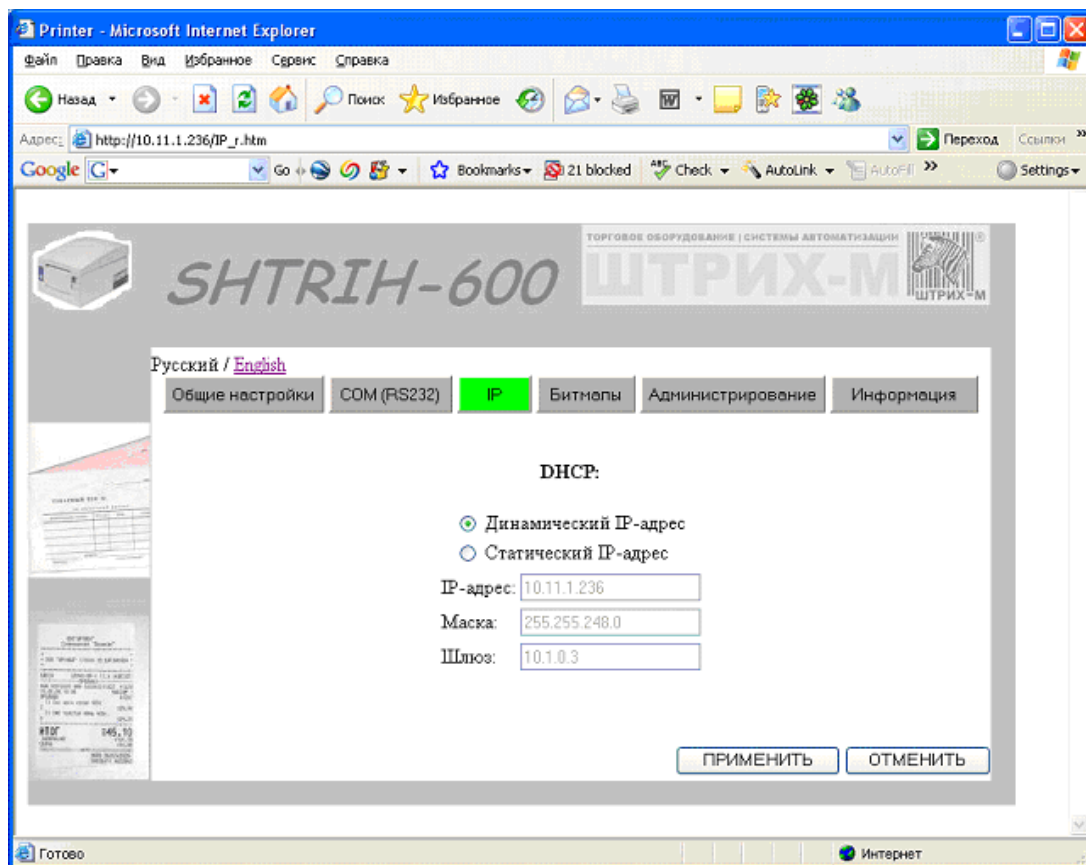 Printer - Microsoft Internet Explorer
Файл Правка Вид Избранное Сервис Справка
Назад Поиск Избранное
Адрес: http://10.11.1.236/IP_r.htm Переход Ссылки »
Google G Go Bookmarks 21 blocked Check AutoLink AutoFill » Settings
ТОРГОВОЕ ОБОРУДОВАНИЕ | СИСТЕМЫ АВТОМАТИЗАЦИИ
SHTRIH-600 ШТРИХ-М ®
ШТРИХ-М
Русский / English
Общие настройки COM (RS232) IP Битмапы Администрирование Информация
DHCP:
Динамический IP-адрес
Статический IP-адрес
IP-адрес: 10.11.1.236
Маска: 255.255.248.0
Шлюз: 10.1.0.3
ИТОГ
ПРИМЕНИТЬ ОТМЕНИТЬ
Готово Интернет